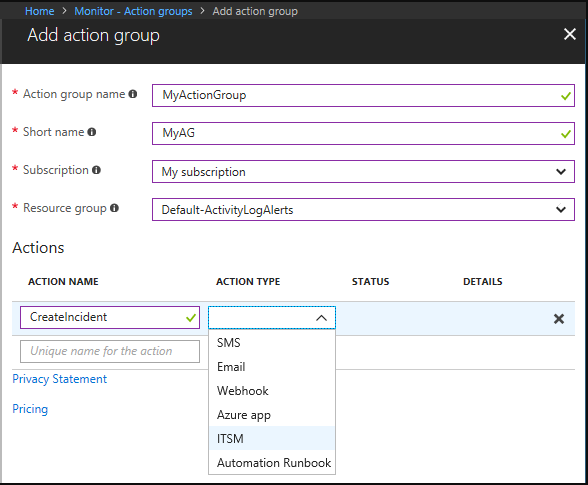 Home > Monitor - Action groups > Add action group
Add action group
* Action group name MyActionGroup
* Short name MyAG
* Subscription My subscription
* Resource group Default-ActivityLogAlerts
Actions
ACTION NAME ACTION TYPE STATUS DETAILS
CreateIncident
SMS
Unique name for the action
Email
Privacy Statement
Webhook
Pricing
Azure app
ITSM
Automation Runbook